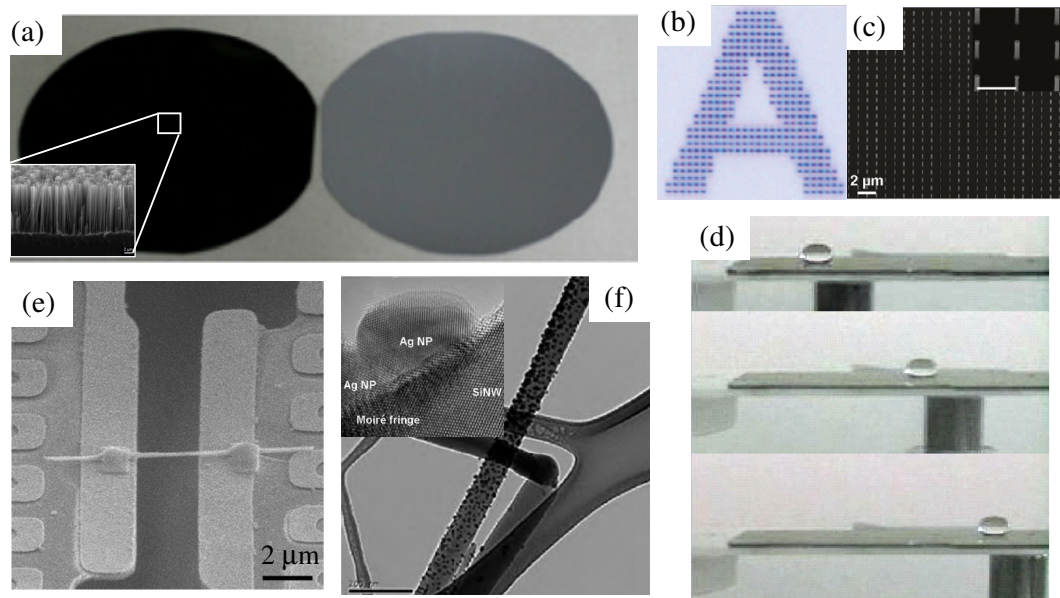 (a)
(b)
A
(c)
2 µm
(d)
(e)
2 µm
(f)
Ag NP
Ag NP
SiNW
Moiré fringe